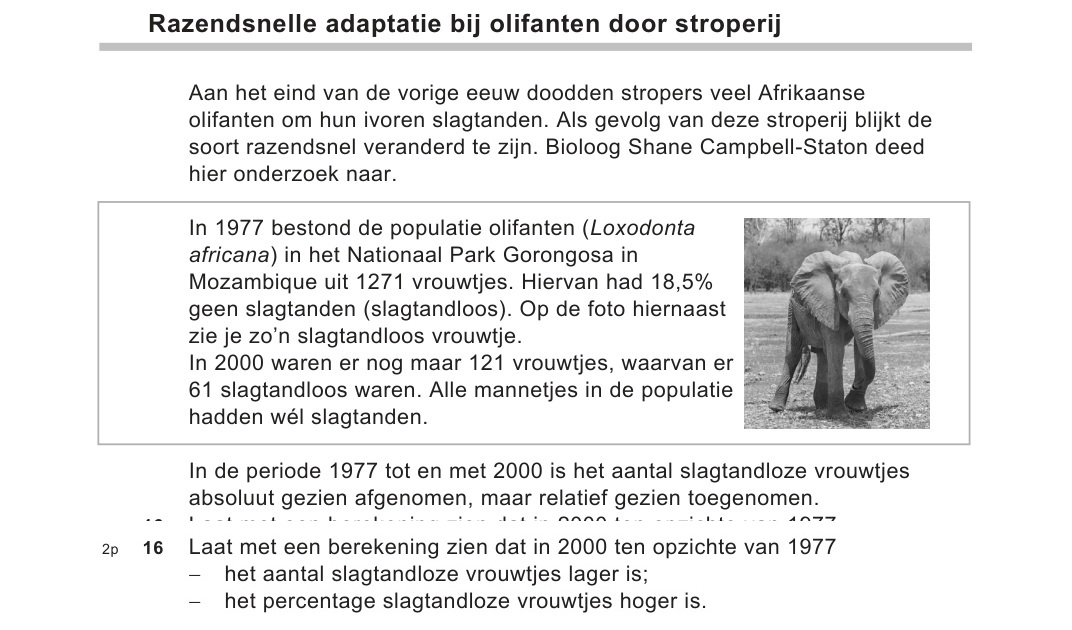 Razendsnelle adaptatie bij olifanten door stroperij
Aan het eind van de vorige eeuw doodden stropers veel Afrikaanse
olifanten om hun ivoren slagtanden. Als gevolg van deze stroperij blijkt de
soort razendsnel veranderd te zijn. Bioloog Shane Campbell-Staton deed
hier onderzoek naar.
In 1977 bestond de populatie olifanten (Loxodonta
africana) in het Nationaal Park Gorongosa in
Mozambique uit 1271 vrouwtjes. Hiervan had 18,5%
geen slagtanden (slagtandloos). Op de foto hiernaast
zie je zo’n slagtandloos vrouwtje.
In 2000 waren er nog maar 121 vrouwtjes, waarvan er
61 slagtandloos waren. Alle mannetjes in de populatie
hadden wél slagtanden.
In de periode 1977 tot en met 2000 is het aantal slagtandloze vrouwtjes
absoluut gezien afgenomen, maar relatief gezien toegenomen.
2p 16 Laat met een berekening zien dat in 2000 ten opzichte van 1977
– het aantal slagtandloze vrouwtjes lager is;
– het percentage slagtandloze vrouwtjes hoger is.